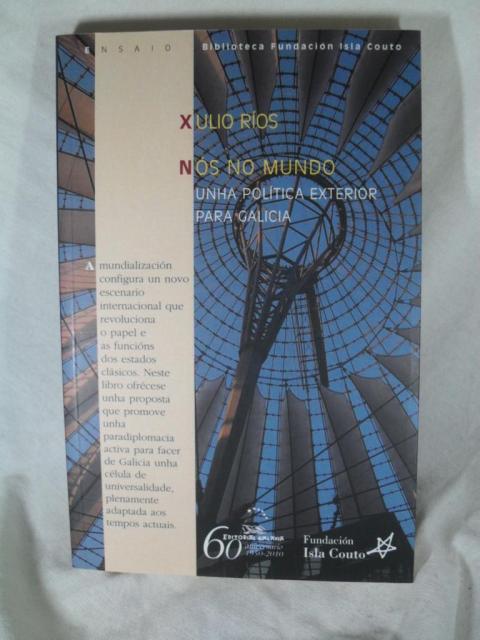 ENSAIO
Biblioteca Fundación Isla Couto
XULIO RÍOS
NÓS NO MUNDO
UNHA POLÍTICA EXTERIOR
PARA GALICIA
A mundialización
configura un novo
escenario
internacional que
revoluciona
o papel e
as funcións
dos estados
clásicos. Neste
libro ofrécese
unha proposta
que promove
unha
paradiplomacia
activa para facer
de Galicia unha
célula de
universalidade,
plenamente
adaptada aos
tempos actuais.
60
EDITORIAL GALAXIA
aniversario
1950-2010
Fundación
Isla Couto